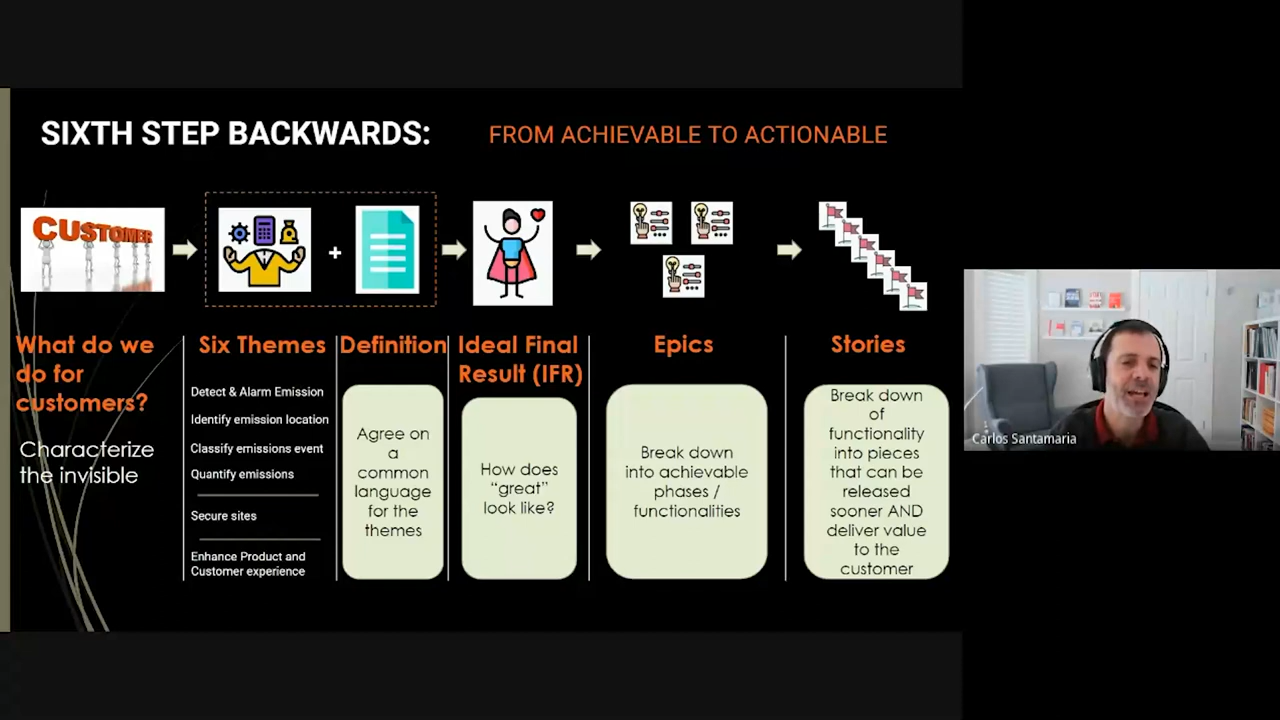 SIXTH STEP BACKWARDS:
FROM ACHIEVABLE TO ACTIONABLE
CUSTOMER
+
What do we
do for
customers?
Characterize
the invisible
Six Themes
Detect & Alarm Emission
Identify emission location
Classify emissions event
Quantify emissions
Secure sites
Enhance Product and
Customer experience
Definition
Agree on
a
common
language
for the
themes
Ideal Final
Result (IFR)
How does
“great”
look like?
Epics
Break down
into achievable
phases /
functionalities
Stories
Break down
of
functionality
into pieces
that can be
released
sooner AND
deliver value
to the
customer
Carlos Santamaria